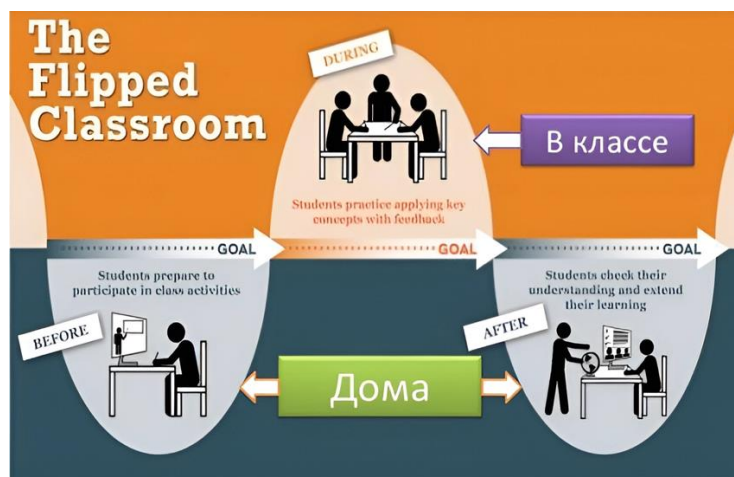 The
Flipped
Classroom
DURING
В классе
Students practice applying key
concepts with feedback
GOAL
GOAL
GOAL
Students prepare to
participate in class activities
Students check their
understanding and extend
their learning
BEFORE
AFTER
Дома